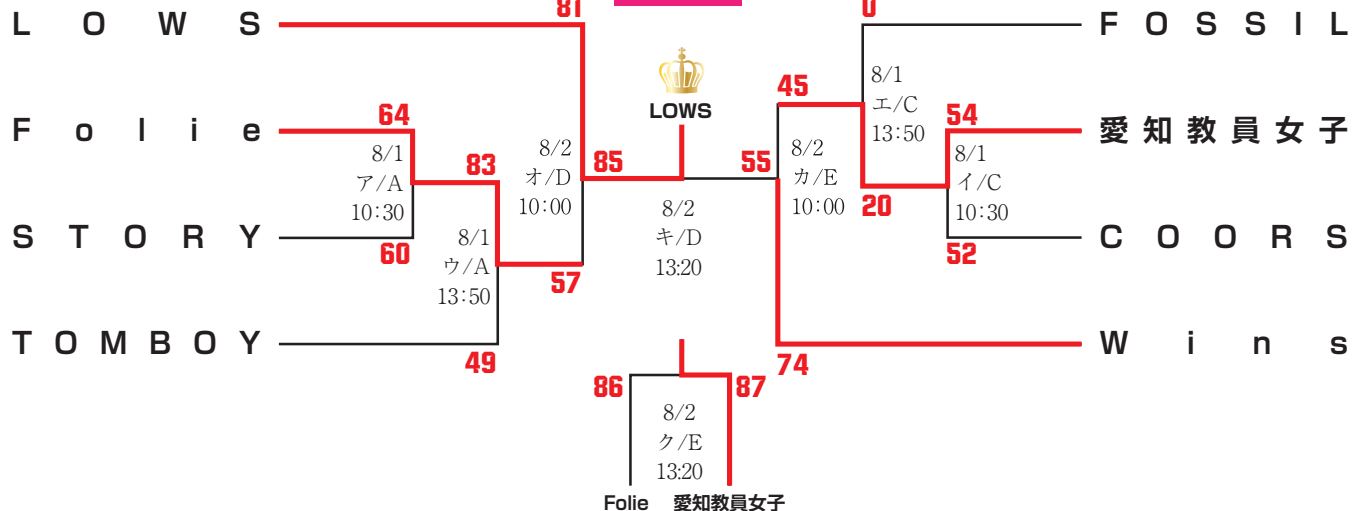 81
0
LOWS
FOSSIL
8/1
エ/C
13:50
45
LOWS
64
54
Folie
愛知教員女子
8/1
ア/A
10:30
83
8/2
オ/D
10:00
85
55
8/2
カ/E
10:00
20
8/1
イ/C
10:30
8/2
キ/D
13:20
STORY
60
52
COORS
8/1
ウ/A
13:50
57
TOMBOY
49
74
Wins
86
87
8/2
ク/E
13:20
Folie 愛知教員女子